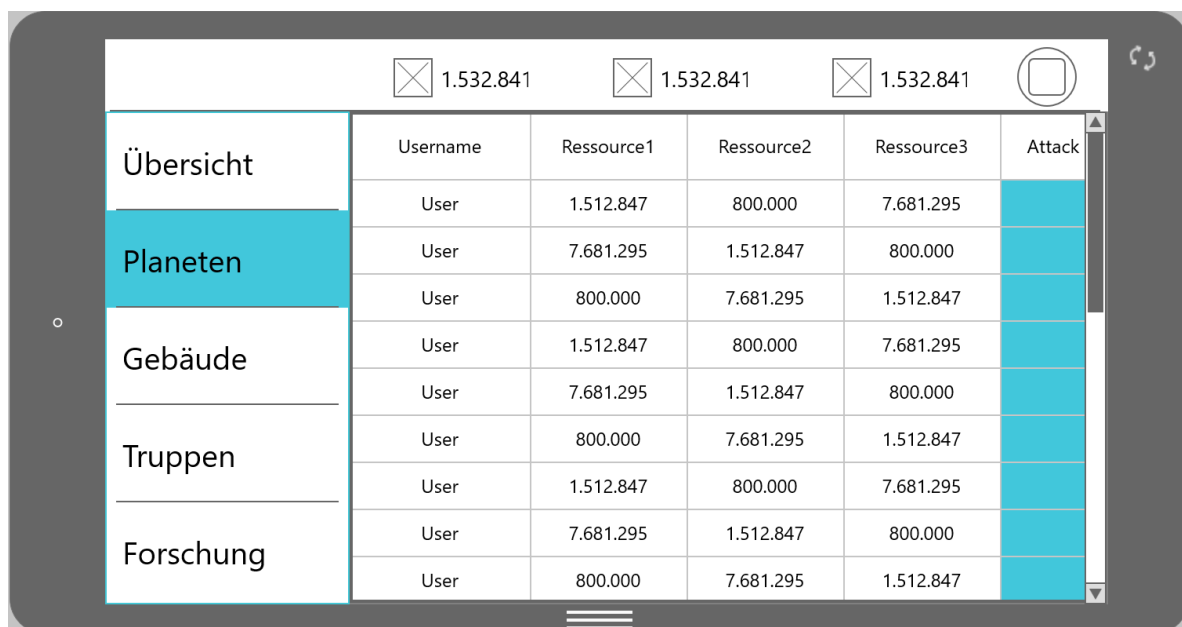 1.532.841 1.532.841 1.532.841
Übersicht
Planeten
Gebäude
Truppen
Forschung
Username Ressource1 Ressource2 Ressource3 Attack
User 1.512.847 800.000 7.681.295
User 7.681.295 1.512.847 800.000
User 800.000 7.681.295 1.512.847
User 1.512.847 800.000 7.681.295
User 7.681.295 1.512.847 800.000
User 800.000 7.681.295 1.512.847
User 1.512.847 800.000 7.681.295
User 7.681.295 1.512.847 800.000
User 800.000 7.681.295 1.512.847